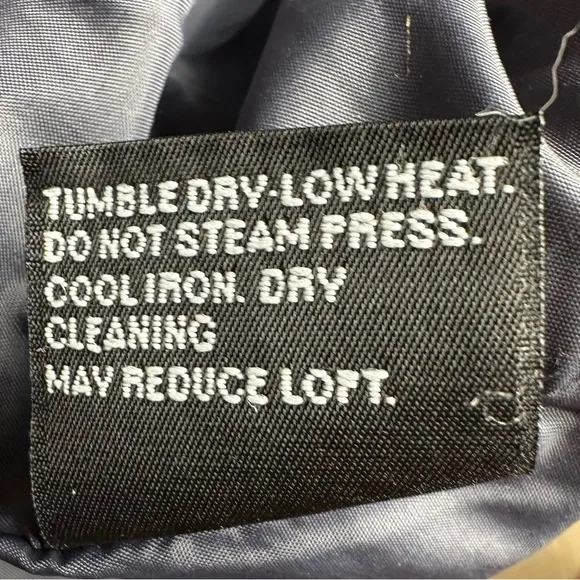 TUMBLE DRY-LOW HEAT.
DO NOT STEAM PRESS.
COOL IRON. DRY
CLEANING
MAY REDUCE LOFT.